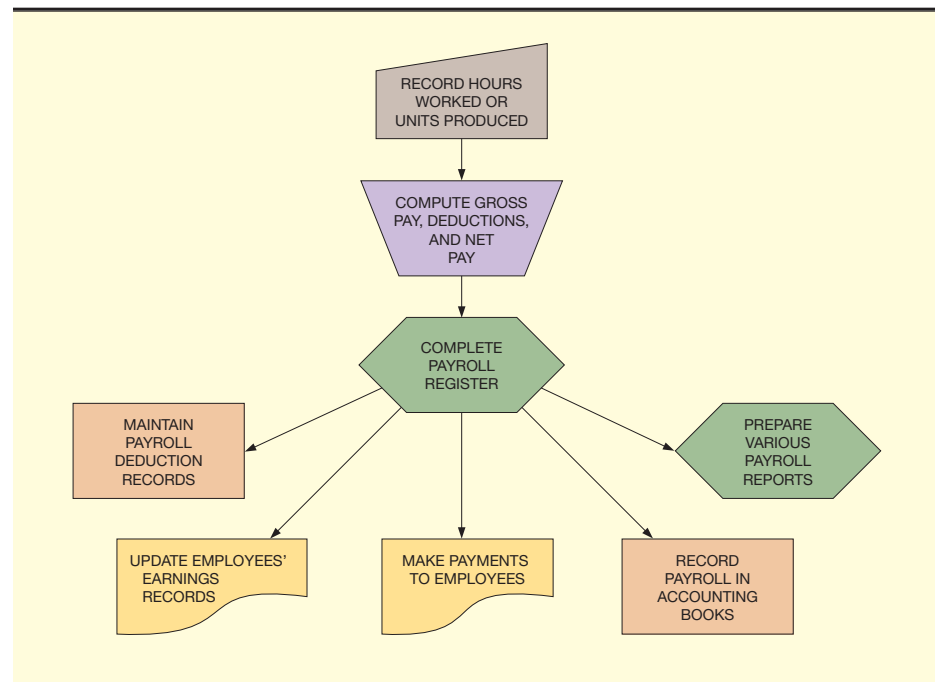 RECORD HOURS
WORKED OR
UNITS PRODUCED
COMPUTE GROSS
PAY, DEDUCTIONS,
AND NET
PAY
COMPLETE
PAYROLL
REGISTER
MAINTAIN
PAYROLL
DEDUCTION
RECORDS
PREPARE
VARIOUS
PAYROLL
REPORTS
UPDATE EMPLOYEES’
EARNINGS
RECORDS
MAKE PAYMENTS
TO EMPLOYEES
RECORD
PAYROLL IN
ACCOUNTING
BOOKS